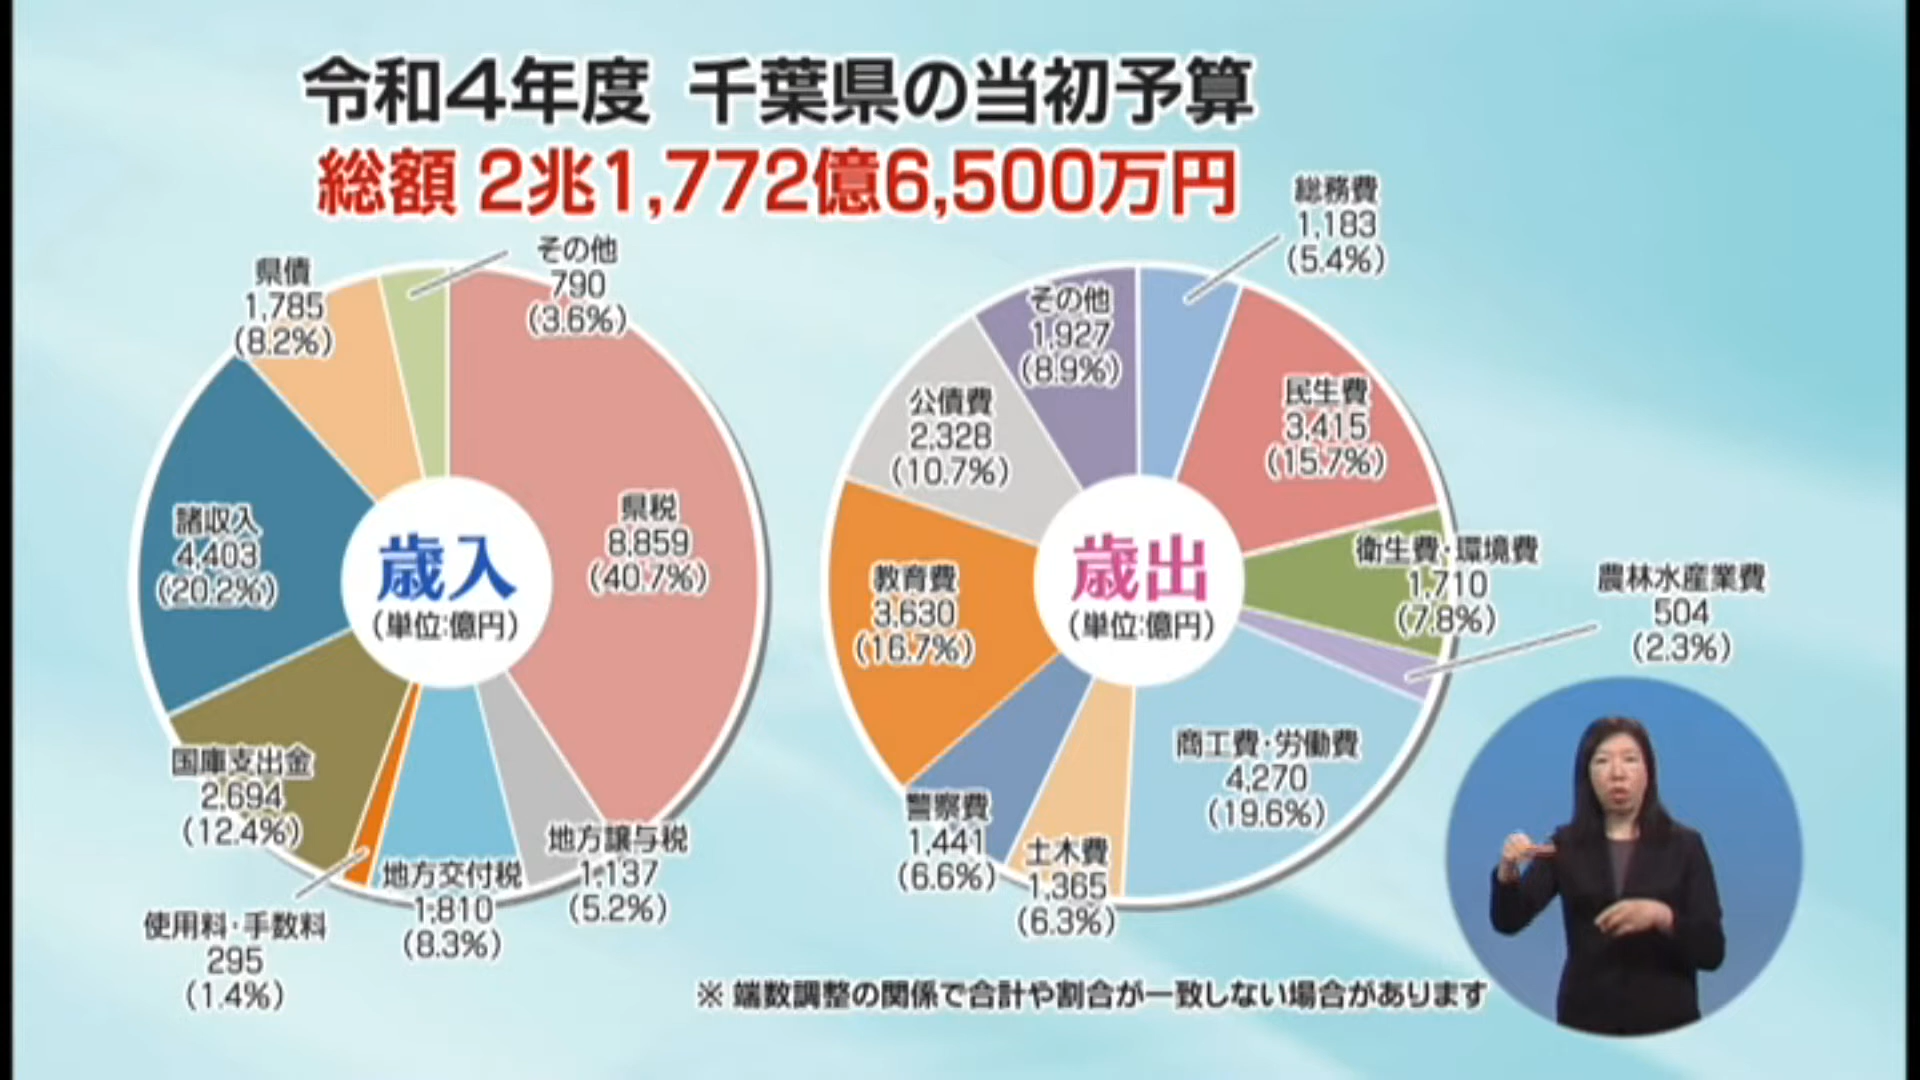 令和4年度 千葉県の当初予算
総額 2兆1,772億6,500万円
その他
790
(3.6%)
県税
8,859
(40.7%)
地方譲与税
1,137
(5.2%)
地方交付税
1,810
(8.3%)
使用料・手数料
295
(1.4%)
国庫支出金
2,694
(12.4%)
諸収入
4,403
(20.2%)
県債
1,785
(8.2%)
歳入
(単位:億円)
総務費
1,183
(5.4%)
民生費
3,415
(15.7%)
衛生費・環境費
1,710
(7.8%)
農林水産業費
504
(2.3%)
商工費・労働費
4,270
(19.6%)
土木費
1,365
(6.3%)
警察費
1,441
(6.6%)
教育費
3,630
(16.7%)
公債費
2,328
(10.7%)
その他
1,927
(8.9%)
歳出
(単位:億円)
※ 端数調整の関係で合計や割合が一致しない場合があります